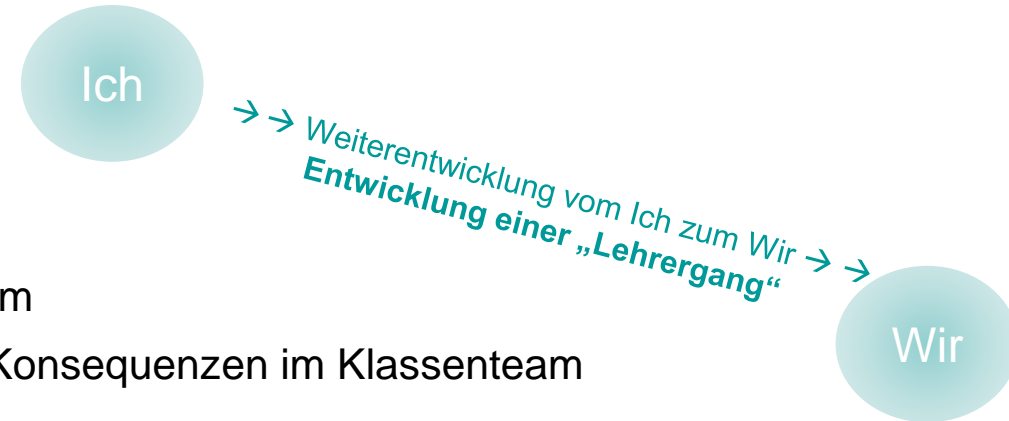 Ich
→ → Weiterentwicklung vom Ich zum Wir → →
Entwicklung einer „Lehrergang“
m
Konsequenzen im Klassenteam
Wir